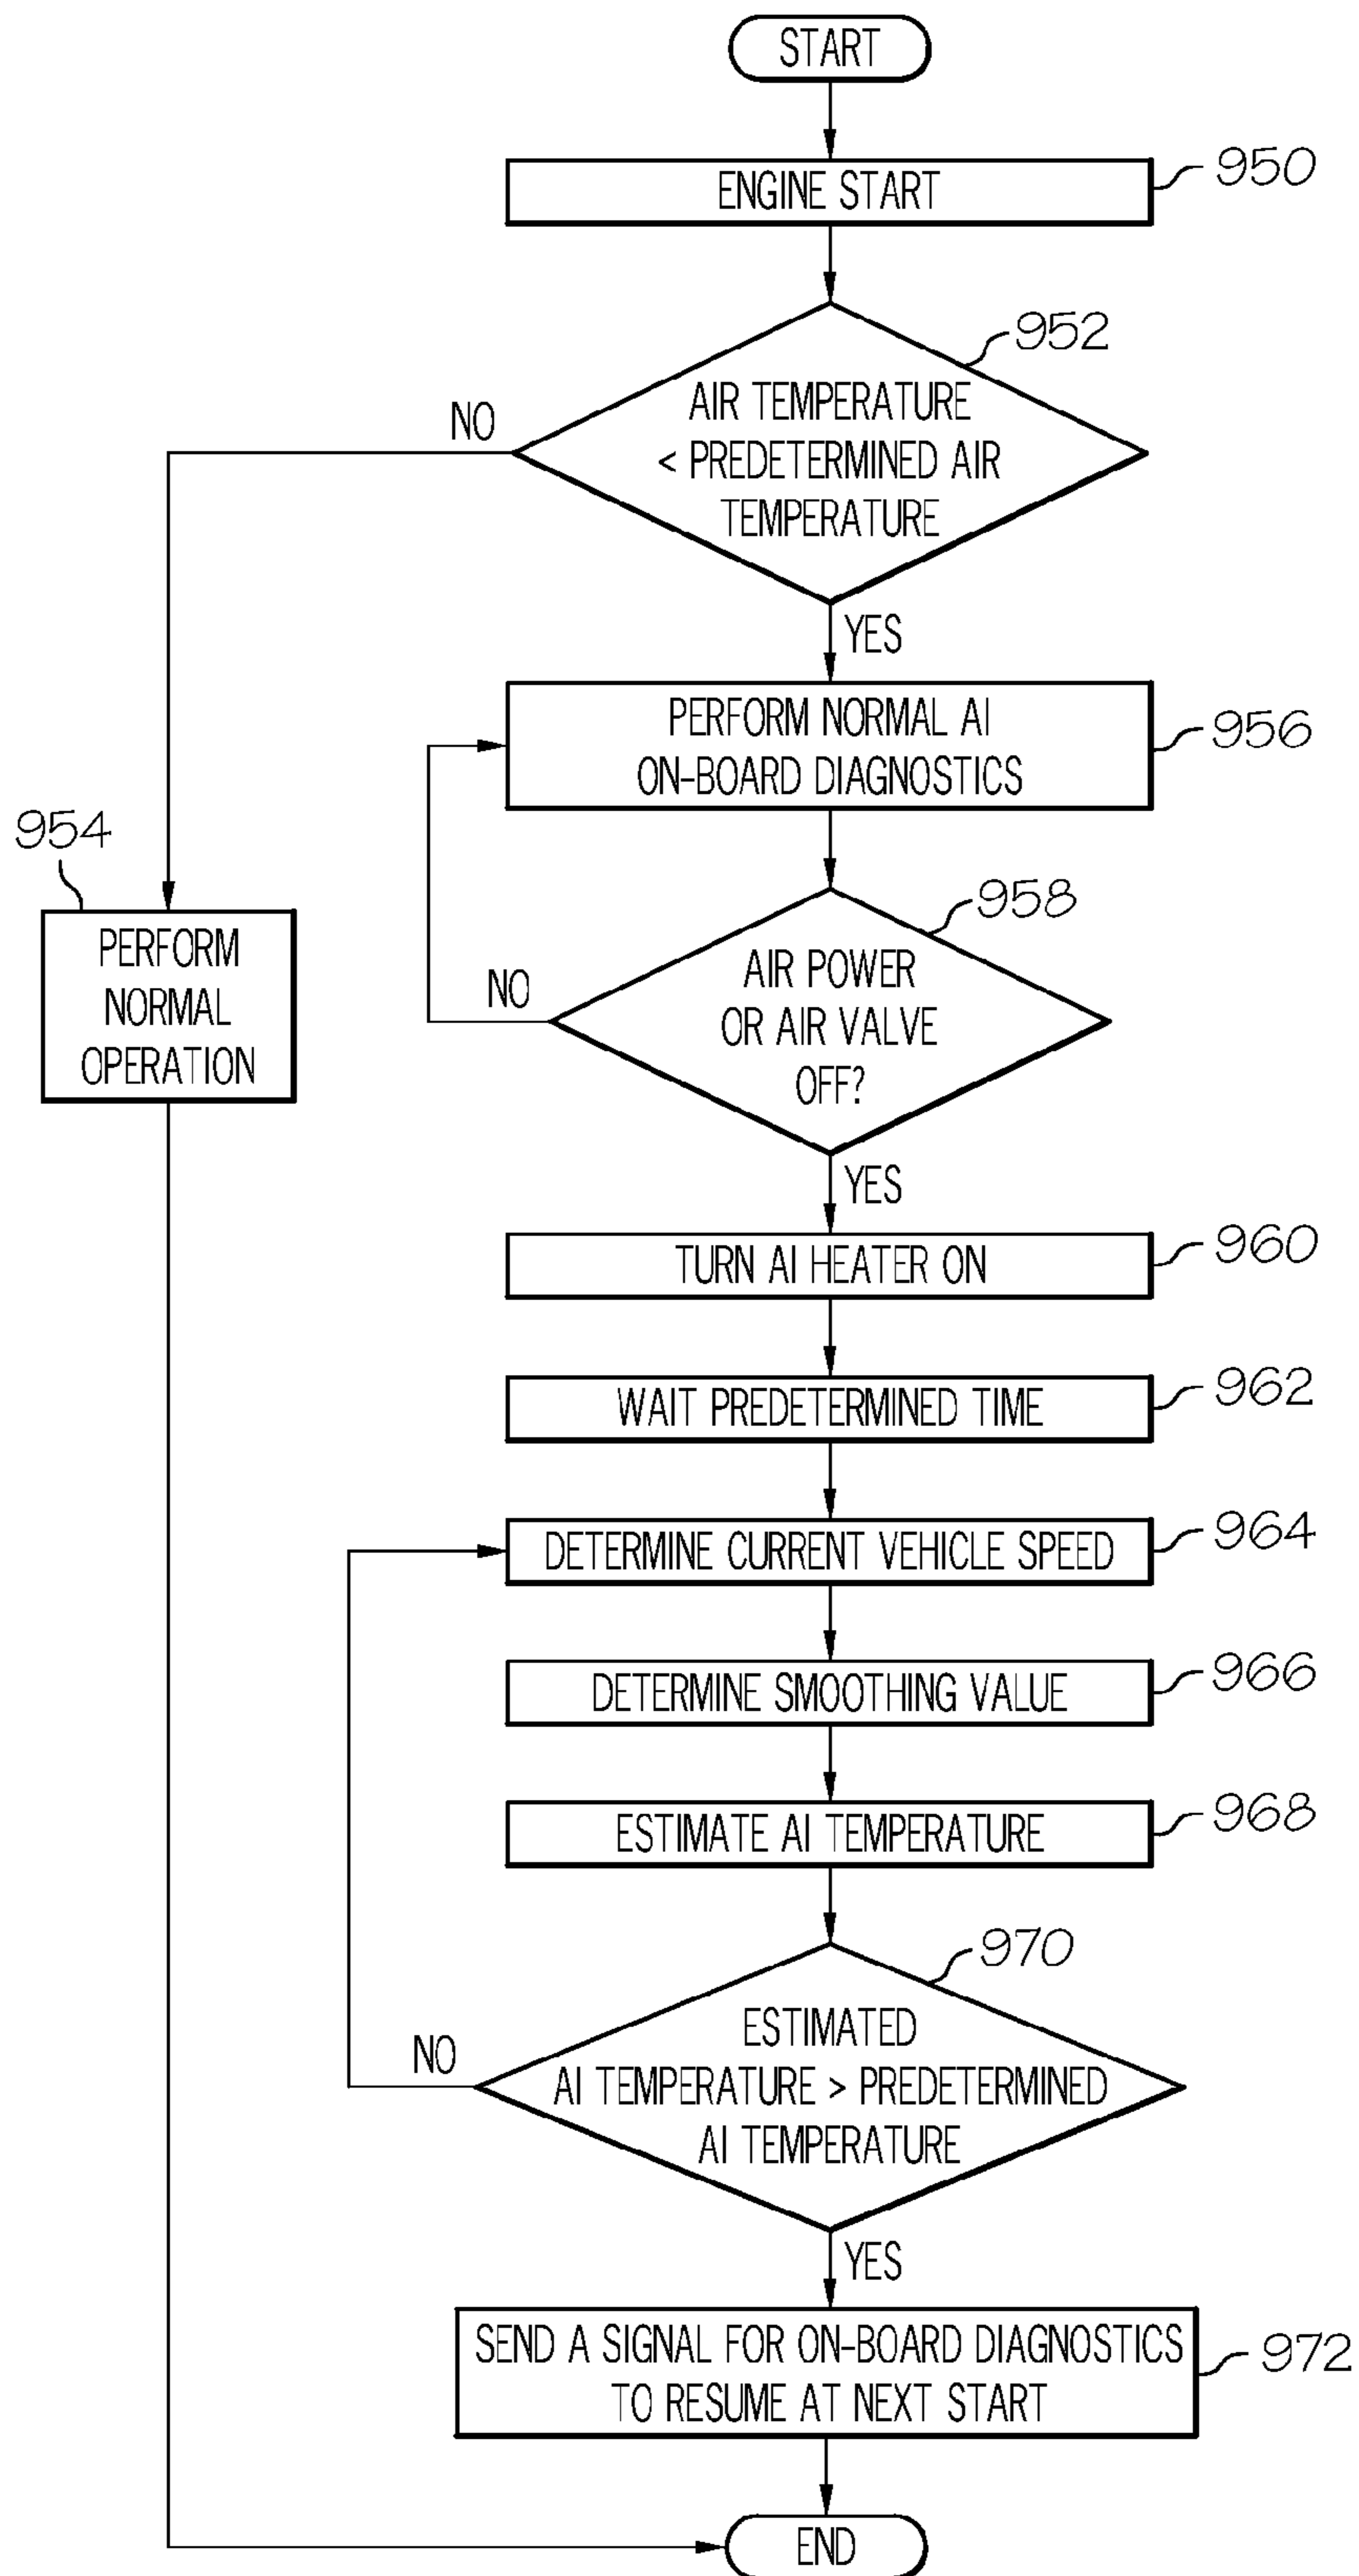 START
ENGINE START
950
952
AIR TEMPERATURE
< PREDETERMINED AIR
TEMPERATURE
NO
YES
PERFORM NORMAL AI
ON-BOARD DIAGNOSTICS
956
954
PERFORM
NORMAL
OPERATION
958
AIR POWER
OR AIR VALVE
OFF?
NO
YES
TURN AI HEATER ON
960
WAIT PREDETERMINED TIME
962
DETERMINE CURRENT VEHICLE SPEED
964
DETERMINE SMOOTHING VALUE
966
ESTIMATE AI TEMPERATURE
968
970
ESTIMATED
AI TEMPERATURE > PREDETERMINED
AI TEMPERATURE
NO
YES
SEND A SIGNAL FOR ON-BOARD DIAGNOSTICS
TO RESUME AT NEXT START
972
END